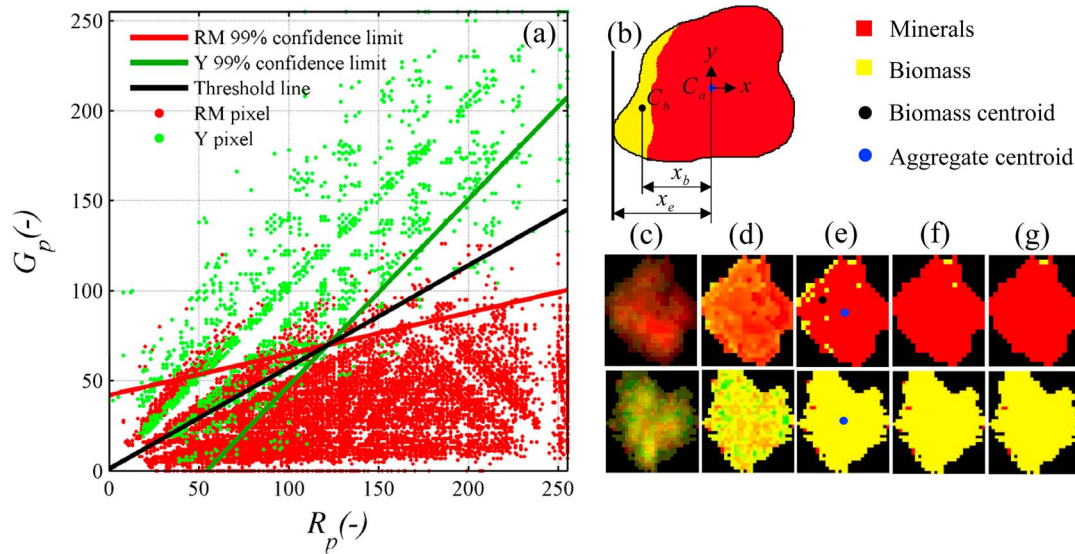 (a)
RM 99% confidence limit
Y 99% confidence limit
Threshold line
RM pixel
Y pixel
250
200
150
100
50
0
0 50 100 150 200 250
G_p(-)
R_p(-)
(b)
y
x
C_a
C_b
x_b
x_e
Minerals
Biomass
Biomass centroid
Aggregate centroid
(c) (d) (e) (f) (g)